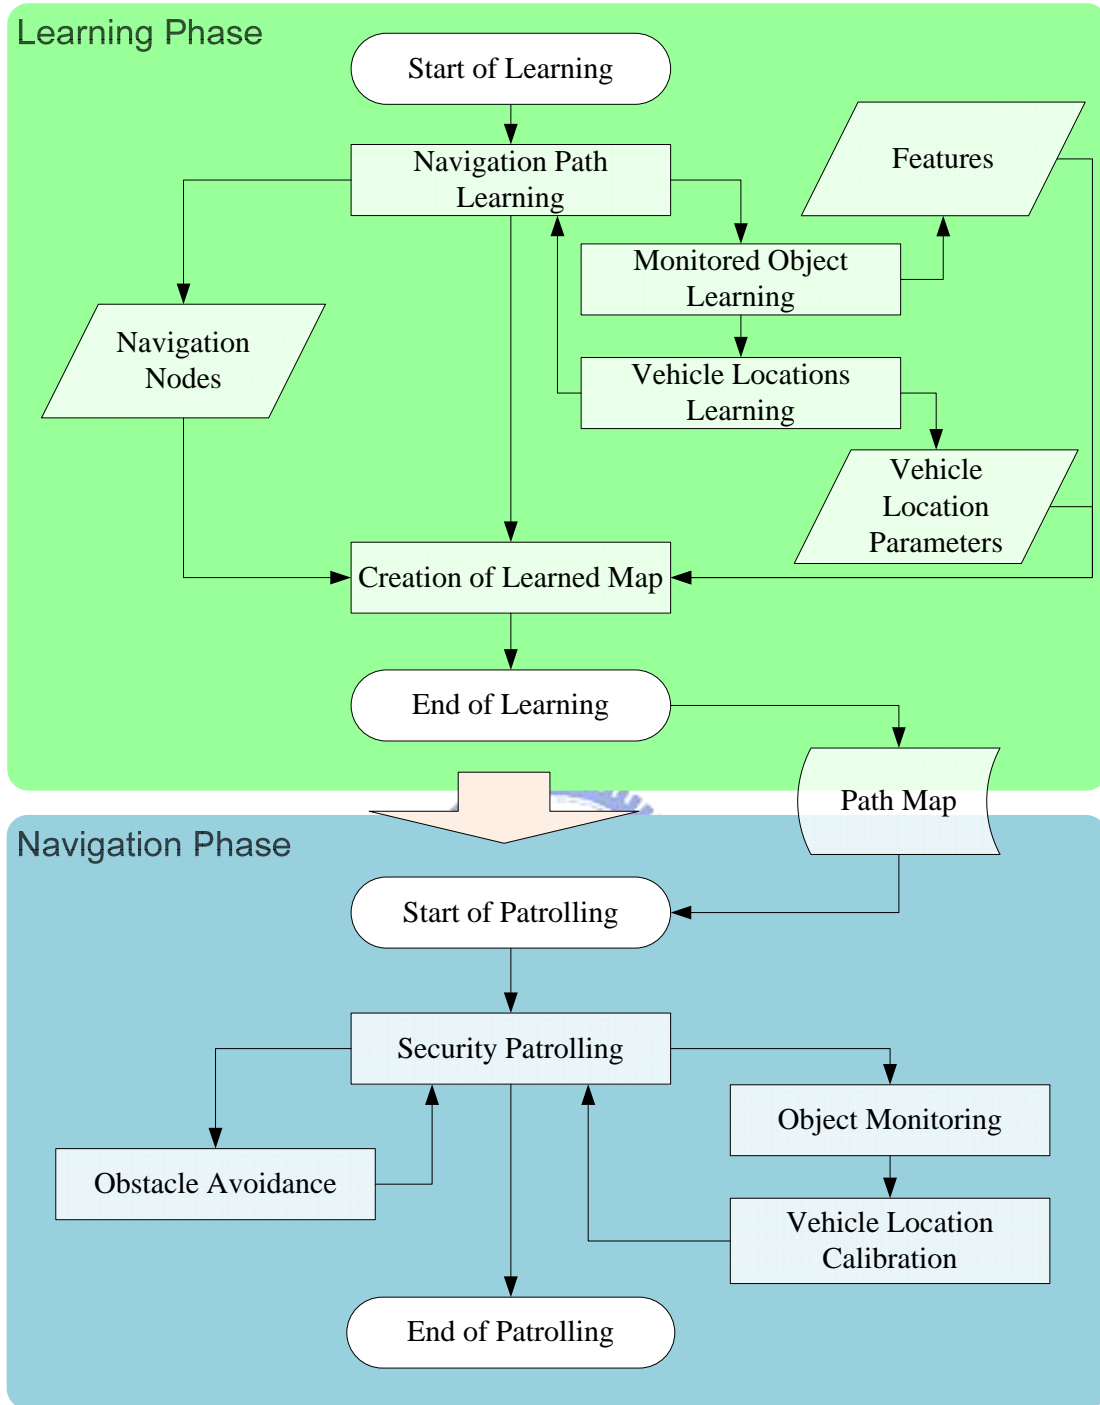 Learning Phase
Start of Learning
Navigation Path
Learning
Features
Monitored Object
Learning
Navigation
Nodes
Vehicle Locations
Learning
Vehicle
Location
Parameters
Creation of Learned Map
End of Learning
Path Map
Navigation Phase
Start of Patrolling
Security Patrolling
Object Monitoring
Obstacle Avoidance
Vehicle Location
Calibration
End of Patrolling